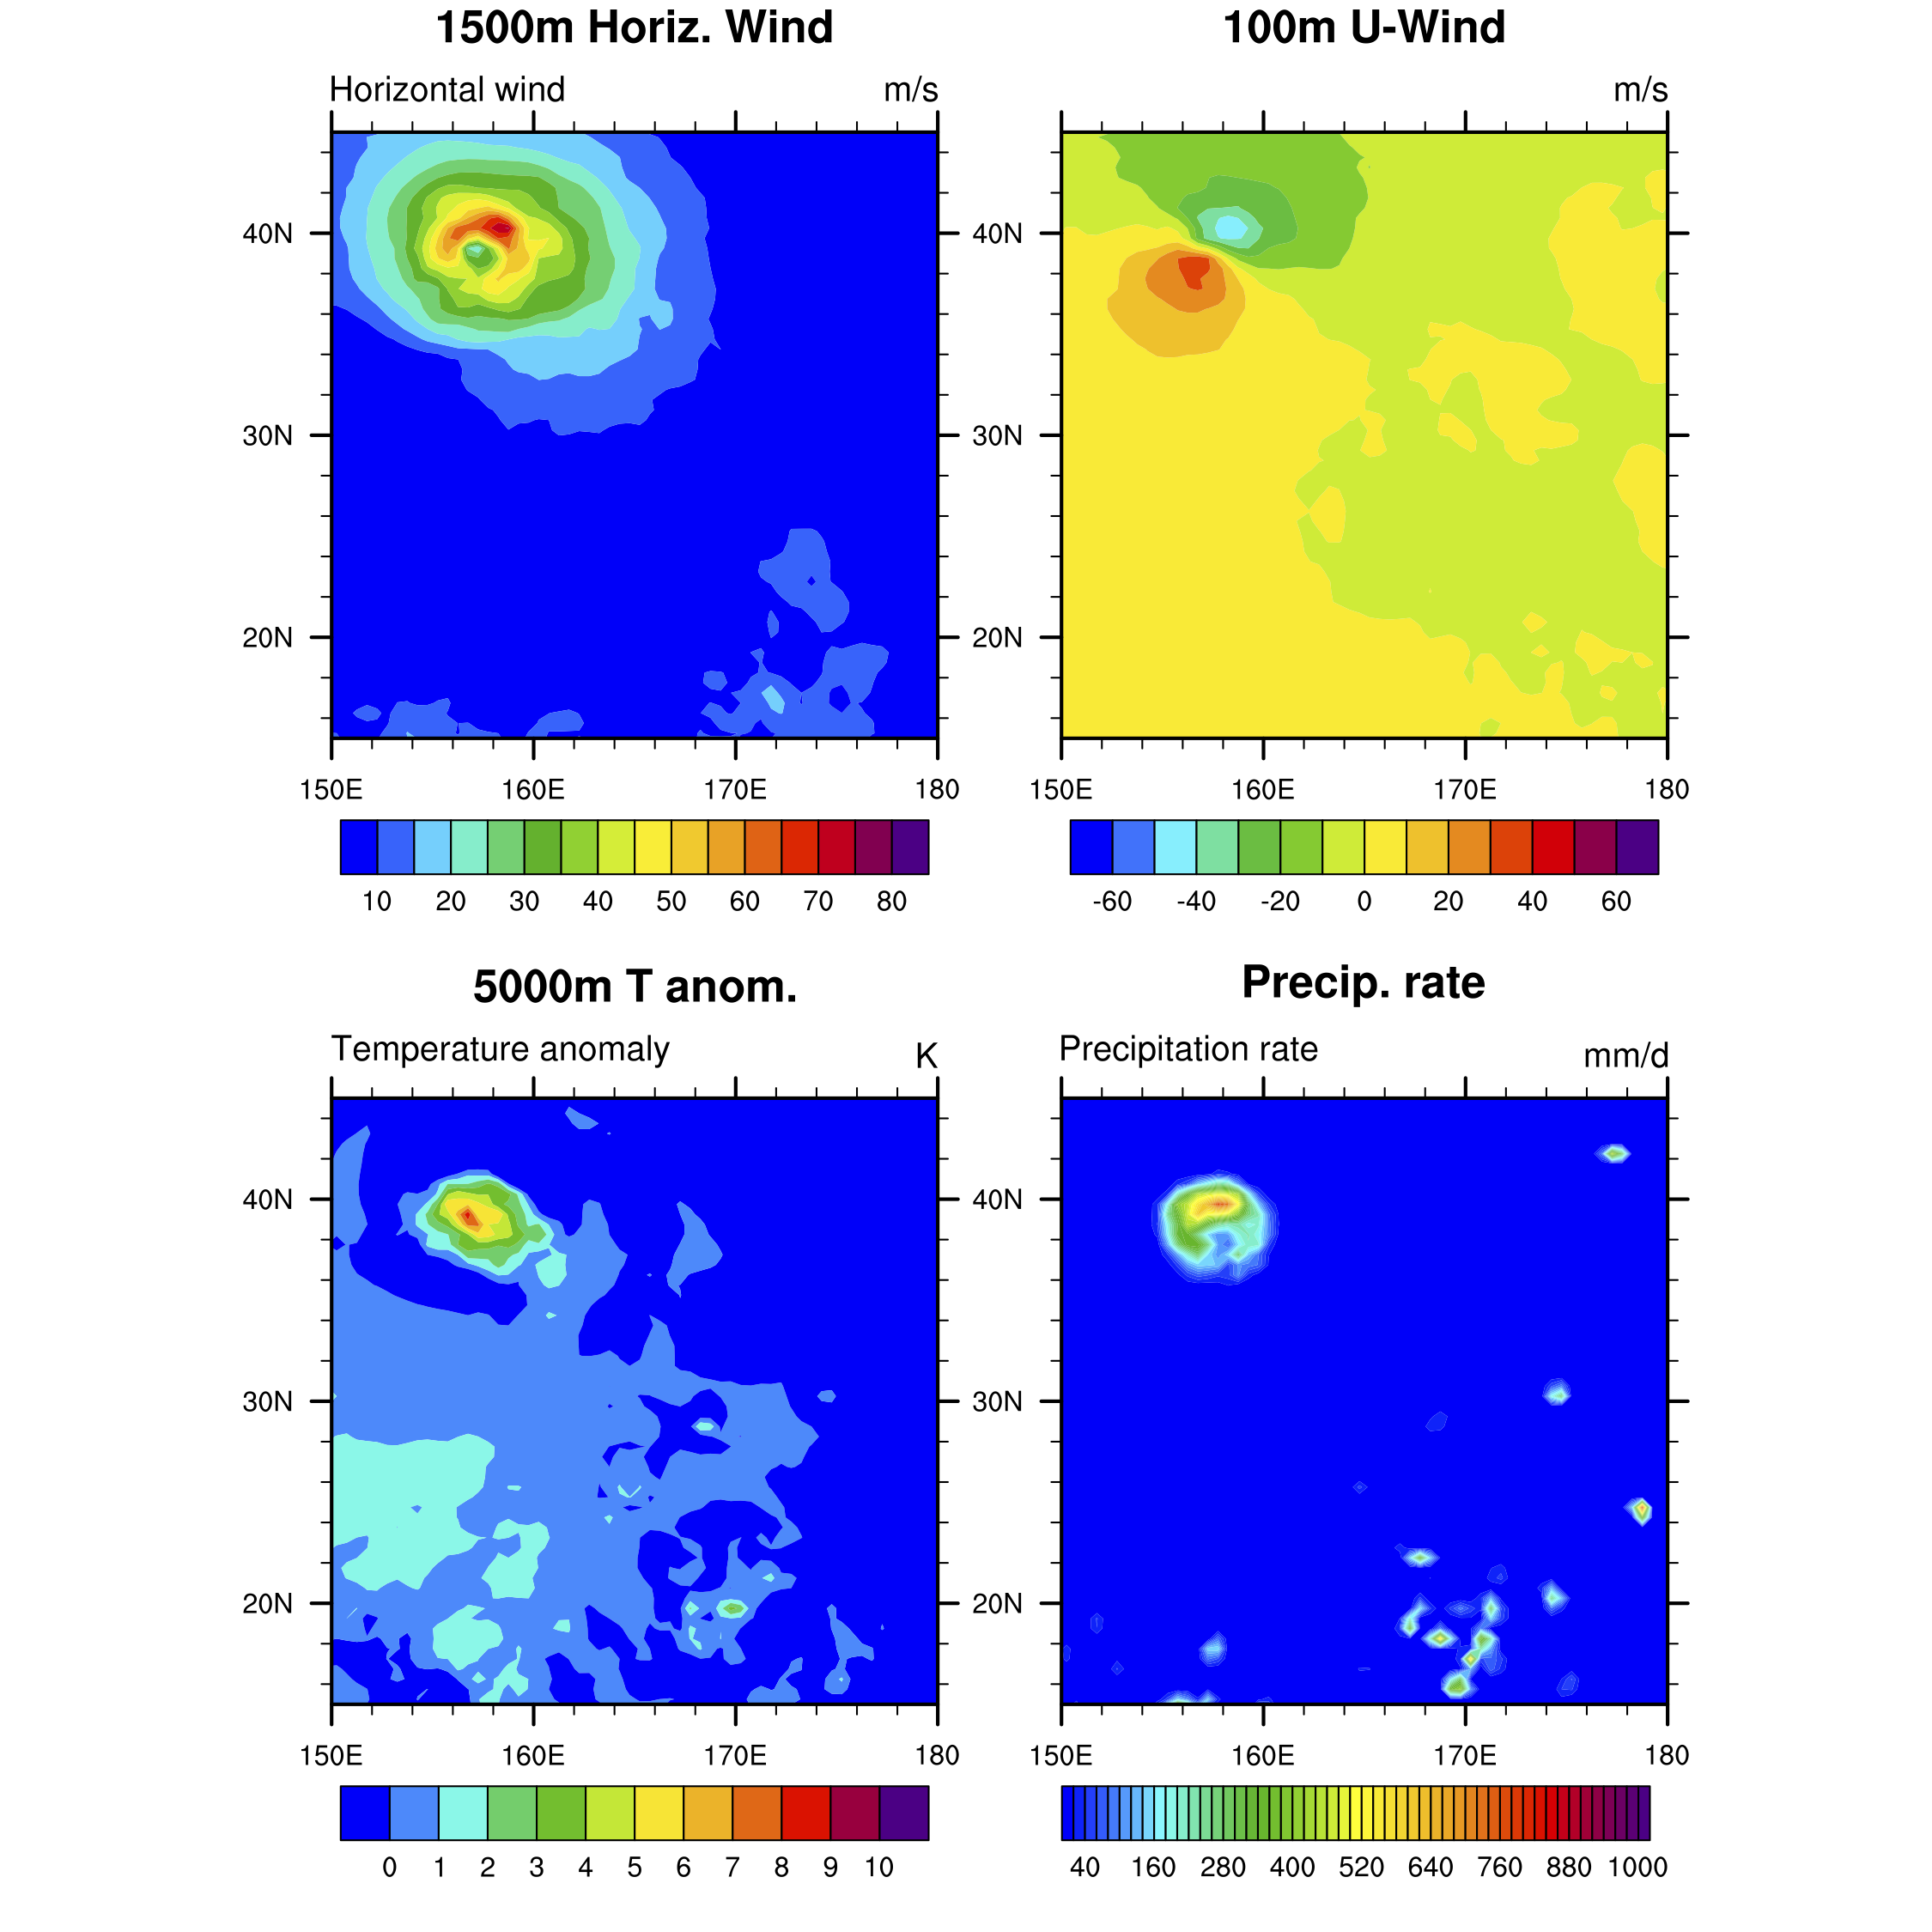 1500m Horiz. Wind
100m U-Wind
Horizontal wind m/s
m/s
40N
30N
20N
150E 160E 170E 180
10 20 30 40 50 60 70 80
40N
30N
20N
150E 160E 170E 180
-60 -40 -20 0 20 40 60
5000m T anom.
Precip. rate
Temperature anomaly K
Precipitation rate mm/d
40N
30N
20N
150E 160E 170E 180
0 1 2 3 4 5 6 7 8 9 10
40N
30N
20N
150E 160E 170E 180
40 160 280 400 520 640 760 880 1000